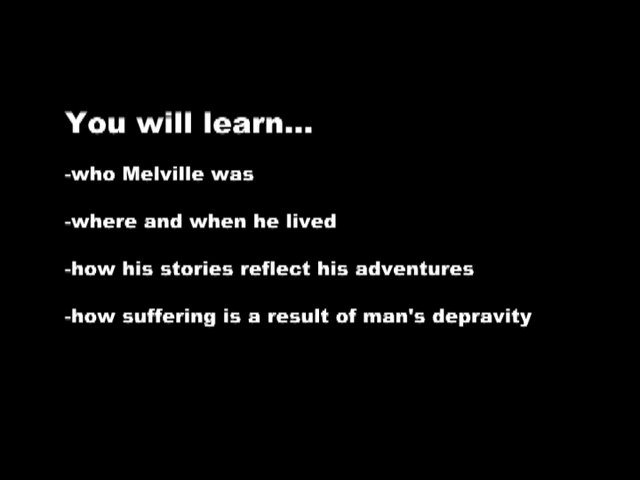 You will learn...
-who Melville was
-where and when he lived
-how his stories reflect his adventures
-how suffering is a result of man's depravity